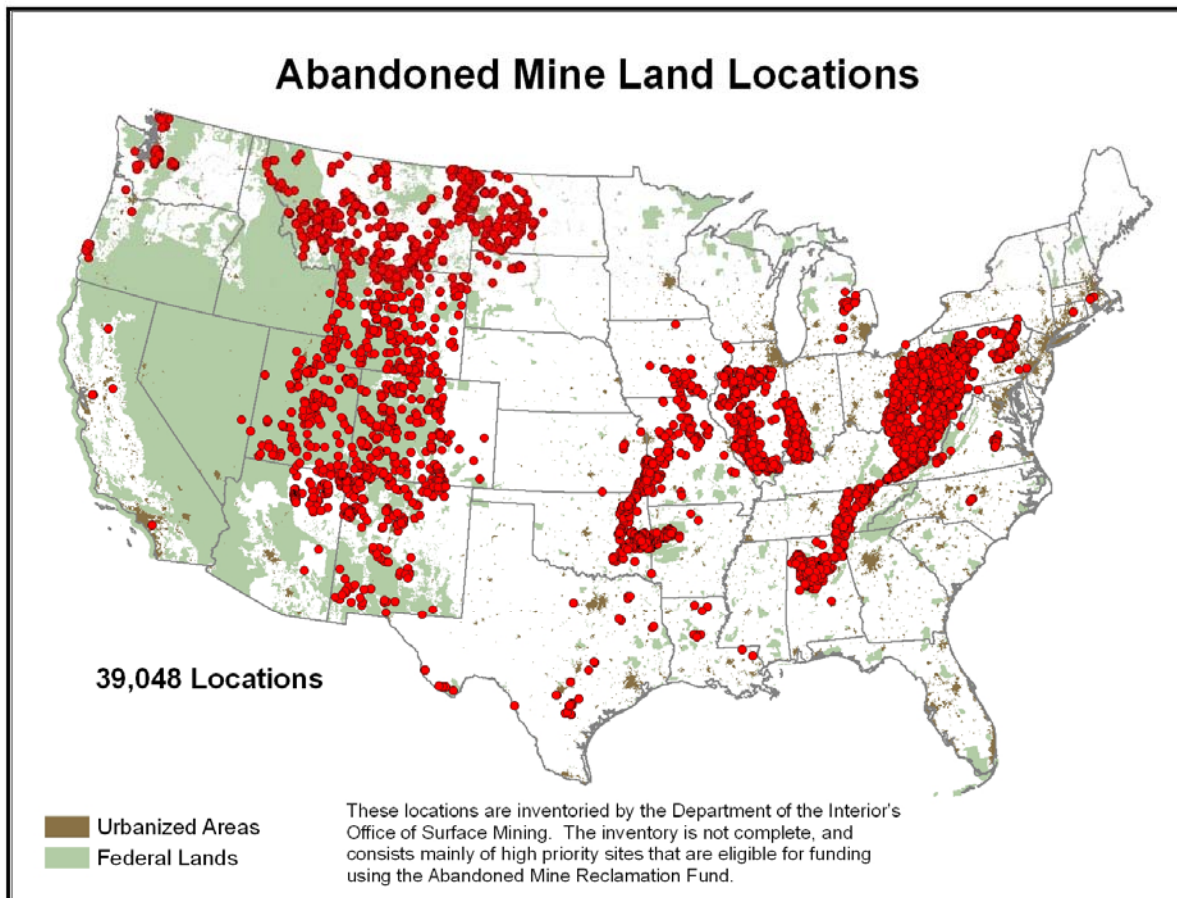 Abandoned Mine Land Locations
39,048 Locations
Urbanized Areas
Federal Lands
These locations are inventoried by the Department of the Interior's
Office of Surface Mining. The inventory is not complete, and
consists mainly of high priority sites that are eligible for funding
using the Abandoned Mine Reclamation Fund.